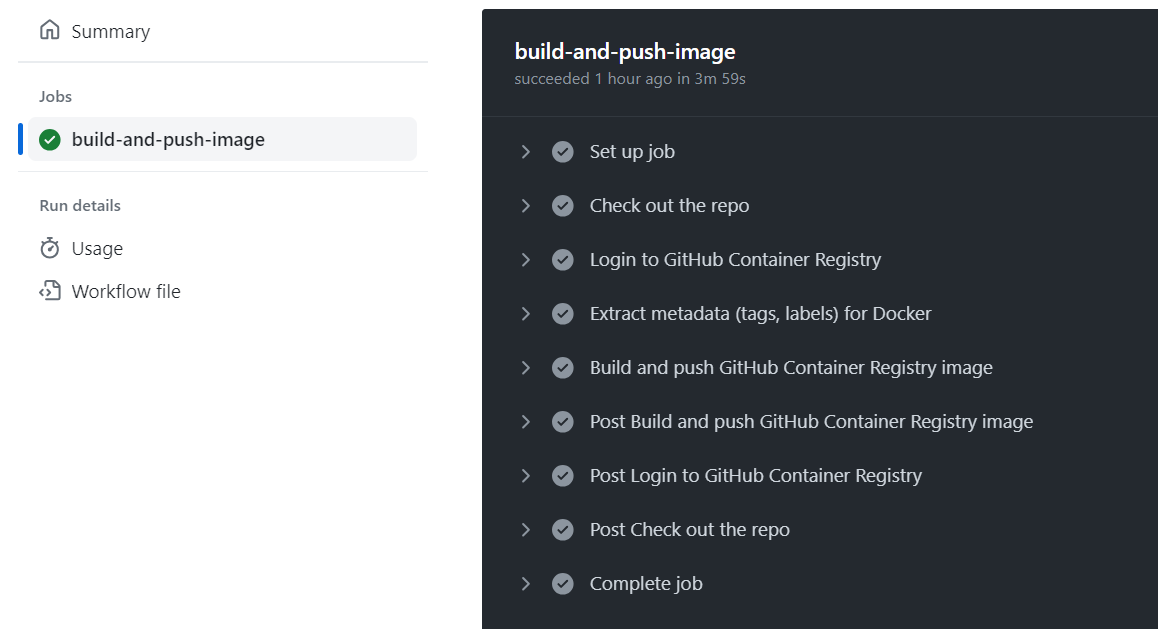 Summary
Jobs
build-and-push-image
Run details
Usage
Workflow file
build-and-push-image
succeeded 1 hour ago in 3m 59s
Set up job
Check out the repo
Login to GitHub Container Registry
Extract metadata (tags, labels) for Docker
Build and push GitHub Container Registry image
Post Build and push GitHub Container Registry image
Post Login to GitHub Container Registry
Post Check out the repo
Complete job